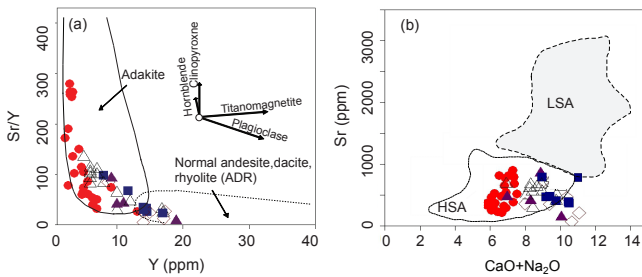 (a)
400
300
200
100
0
Sr/Y
0
10
20
30
40
Y (ppm)
Adakite
Hornblende
Clinopyroxne
Titanomagnetite
Plagioclase
Normal andesite,dacite,
rhyolite (ADR)
(b)
3000
2000
1000
500
0
Sr (ppm)
2
4
6
8
10
12
14
CaO+Na₂O
LSA
HSA